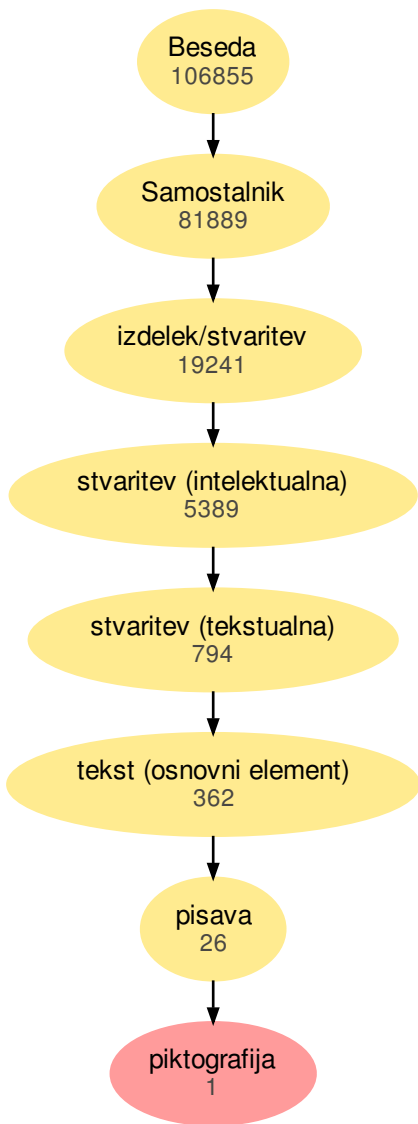 Beseda
106855
Samostalnik
81889
izdelek/stvaritev
19241
stvaritev (intelektualna)
5389
stvaritev (tekstualna)
794
tekst (osnovni element)
362
pisava
26
piktografija
1